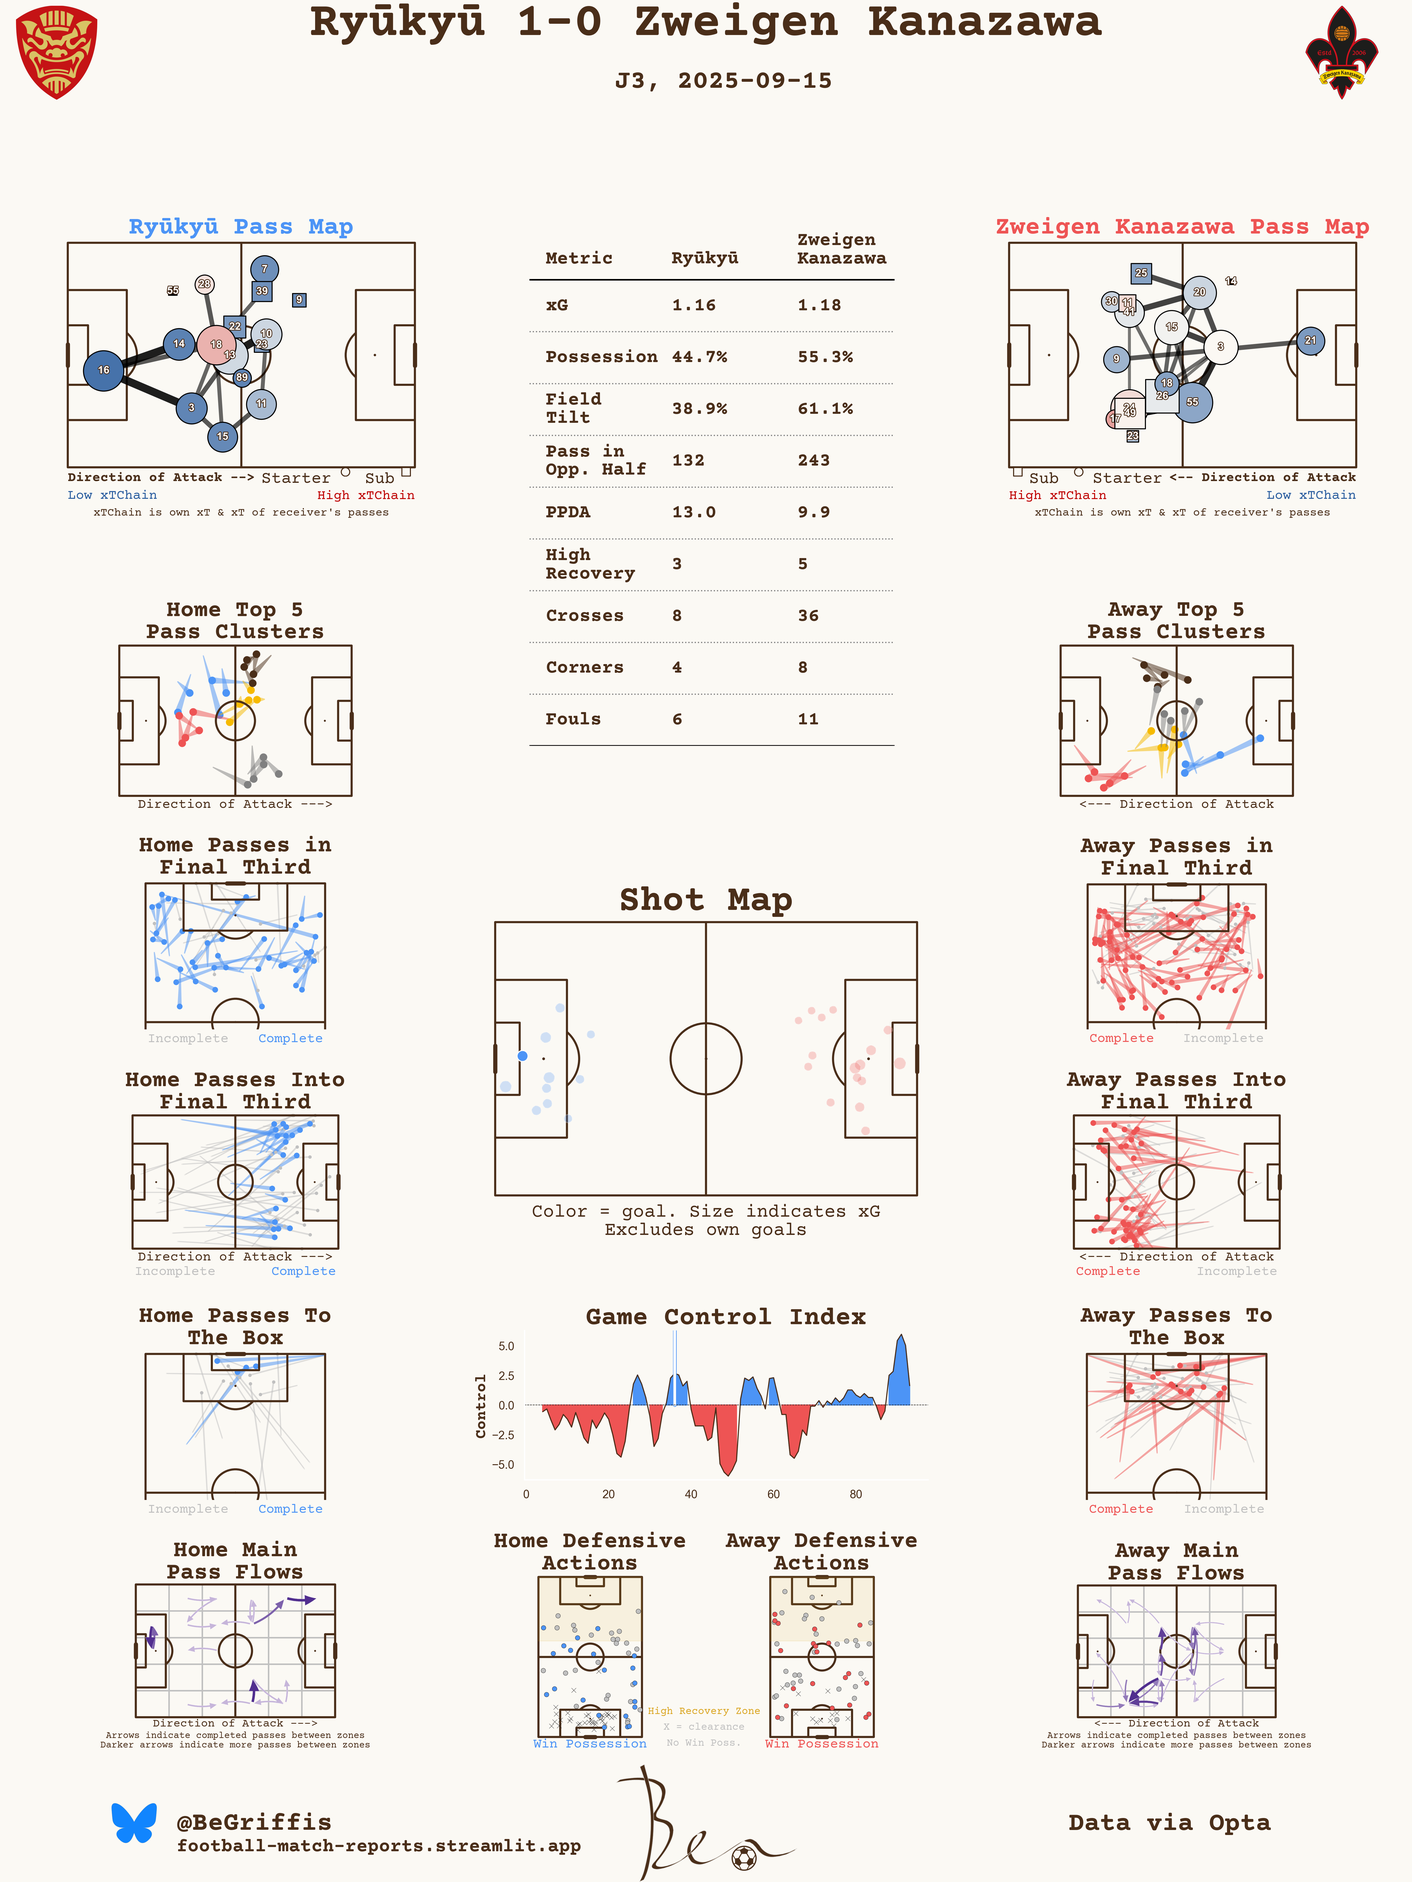 Ryūkyū 1-0 Zweigen Kanazawa
J3, 2025-09-15
Estd 2006
Zweigen Kanazawa
Ryūkyū Pass Map
55 28 7 39 9 22 10 23 14 18 13 16 89 3 11 15
Direction of Attack --> Starter Sub
Low xTChain High xTChain
xTChain is own xT & xT of receiver's passes
Metric Ryūkyū Zweigen Kanazawa
xG 1.16 1.18
Possession 44.7% 55.3%
Field Tilt 38.9% 61.1%
Pass in Opp. Half 132 243
PPDA 13.0 9.9
High Recovery 3 5
Crosses 8 36
Corners 4 8
Fouls 6 11
Zweigen Kanazawa Pass Map
25 14 20 30 11 41 15 3 21 9 18 26 55 24 49 17 23
Sub Starter <-- Direction of Attack
High xTChain Low xTChain
xTChain is own xT & xT of receiver's passes
Home Top 5
Pass Clusters
Direction of Attack --->
Away Top 5
Pass Clusters
<--- Direction of Attack
Home Passes in
Final Third
Incomplete Complete
Shot Map
Color = goal. Size indicates xG
Excludes own goals
Away Passes in
Final Third
Complete Incomplete
Home Passes Into
Final Third
Direction of Attack --->
Incomplete Complete
Away Passes Into
Final Third
<--- Direction of Attack
Complete Incomplete
Home Passes To
The Box
Incomplete Complete
Game Control Index
Control
5.0
2.5
0.0
−2.5
−5.0
0 20 40 60 80
Away Passes To
The Box
Complete Incomplete
Home Main
Pass Flows
Direction of Attack --->
Arrows indicate completed passes between zones
Darker arrows indicate more passes between zones
Home Defensive
Actions
Win Possession
Away Defensive
Actions
Win Possession
High Recovery Zone
X = clearance
No Win Poss.
Away Main
Pass Flows
<--- Direction of Attack
Arrows indicate completed passes between zones
Darker arrows indicate more passes between zones
@BeGriffis
football-match-reports.streamlit.app
Ben
Data via Opta